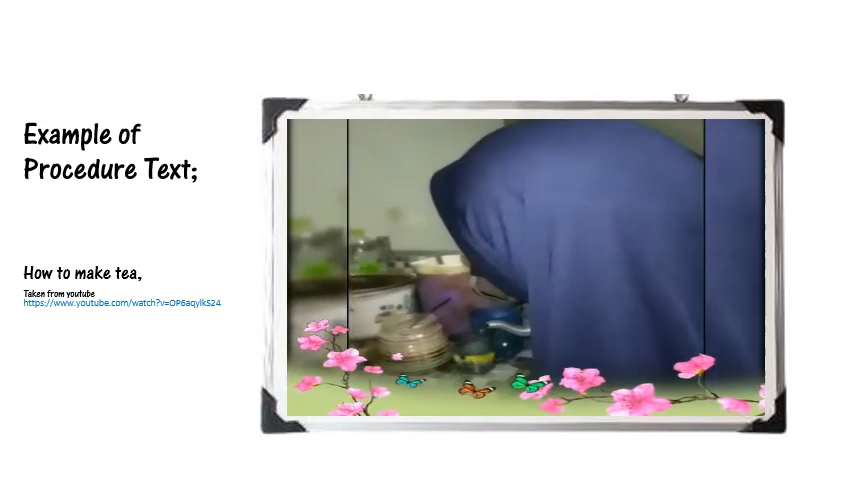 Example of
Procedure Text;
How to make tea,
Taken from youtube
https://www.youtube.com/watch?v=OP6aqylkS24